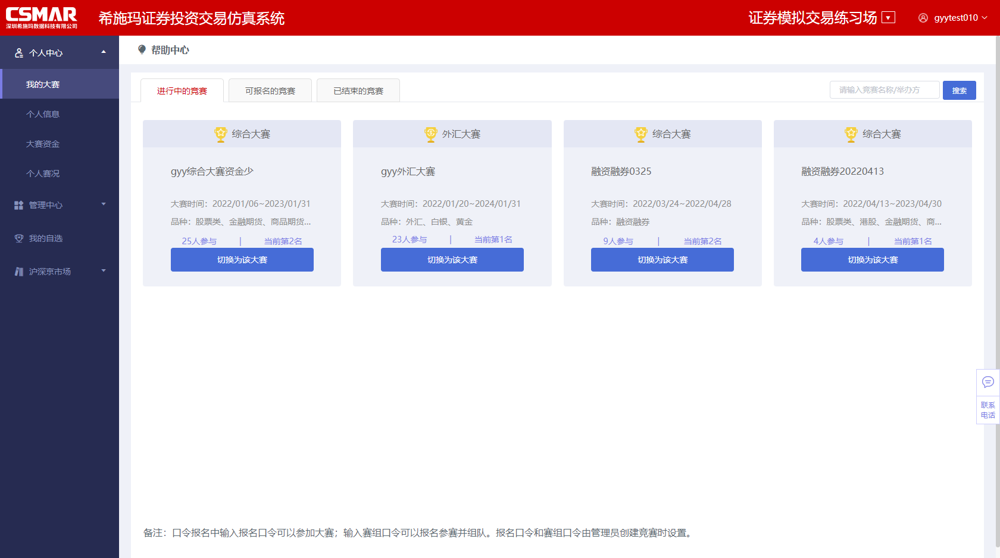 CSMAR
深圳希施玛数据科技有限公司
希施玛证券投资交易仿真系统
证券模拟交易练习场
gyytest010
个人中心
我的大赛
个人信息
大赛资金
个人赛况
管理中心
我的自选
沪深京市场
帮助中心
进行中的竞赛
可报名的竞赛
已结束的竞赛
请输入竞赛名称/举办方
搜索
综合大赛
gyy综合大赛资金少
大赛时间：2022/01/06~2023/01/31
品种：股票类、金融期货、商品期货...
25人参与 | 当前第2名
切换为该大赛
外汇大赛
gyy外汇大赛
大赛时间：2022/01/20~2024/01/31
品种：外汇、白银、黄金
23人参与 | 当前第1名
切换为该大赛
综合大赛
融资融券0325
大赛时间：2022/03/24~2022/04/28
品种：融资融券
9人参与 | 当前第2名
切换为该大赛
综合大赛
融资融券20220413
大赛时间：2022/04/13~2023/04/30
品种：股票类、港股、金融期货、商...
4人参与 | 当前第1名
切换为该大赛
联系
电话
备注：口令报名中输入报名口令可以参加大赛；输入赛组口令可以报名参赛并组队。报名口令和赛组口令由管理员创建竞赛时设置。